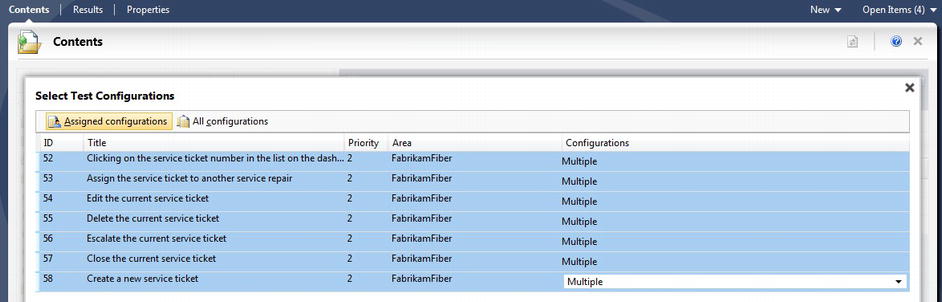 Contents Results Properties New Open Items (4)
Contents
Select Test Configurations
Assigned configurations All configurations
ID Title Priority Area Configurations
52 Clicking on the service ticket number in the list on the dash... 2 FabrikamFiber Multiple
53 Assign the service ticket to another service repair 2 FabrikamFiber Multiple
54 Edit the current service ticket 2 FabrikamFiber Multiple
55 Delete the current service ticket 2 FabrikamFiber Multiple
56 Escalate the current service ticket 2 FabrikamFiber Multiple
57 Close the current service ticket 2 FabrikamFiber Multiple
58 Create a new service ticket 2 FabrikamFiber Multiple